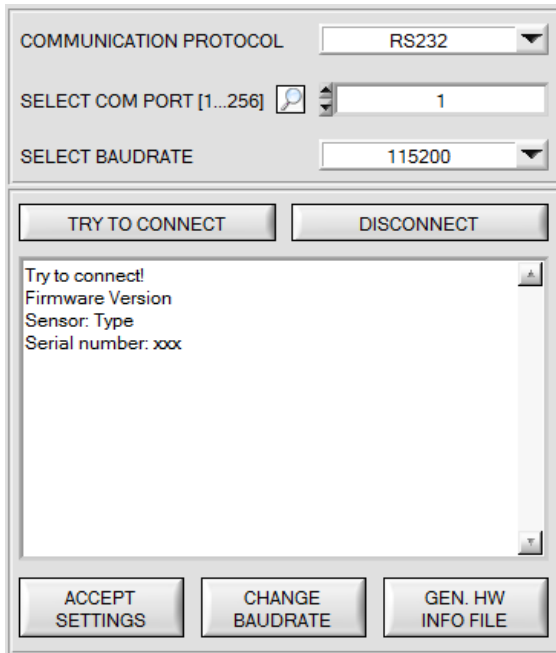 COMMUNICATION PROTOCOL RS232
SELECT COM PORT [1...256] 1
SELECT BAUDRATE 115200
TRY TO CONNECT DISCONNECT
Try to connect!
Firmware Version
Sensor: Type
Serial number: xxx
ACCEPT SETTINGS
CHANGE BAUDRATE
GEN. HW INFO FILE